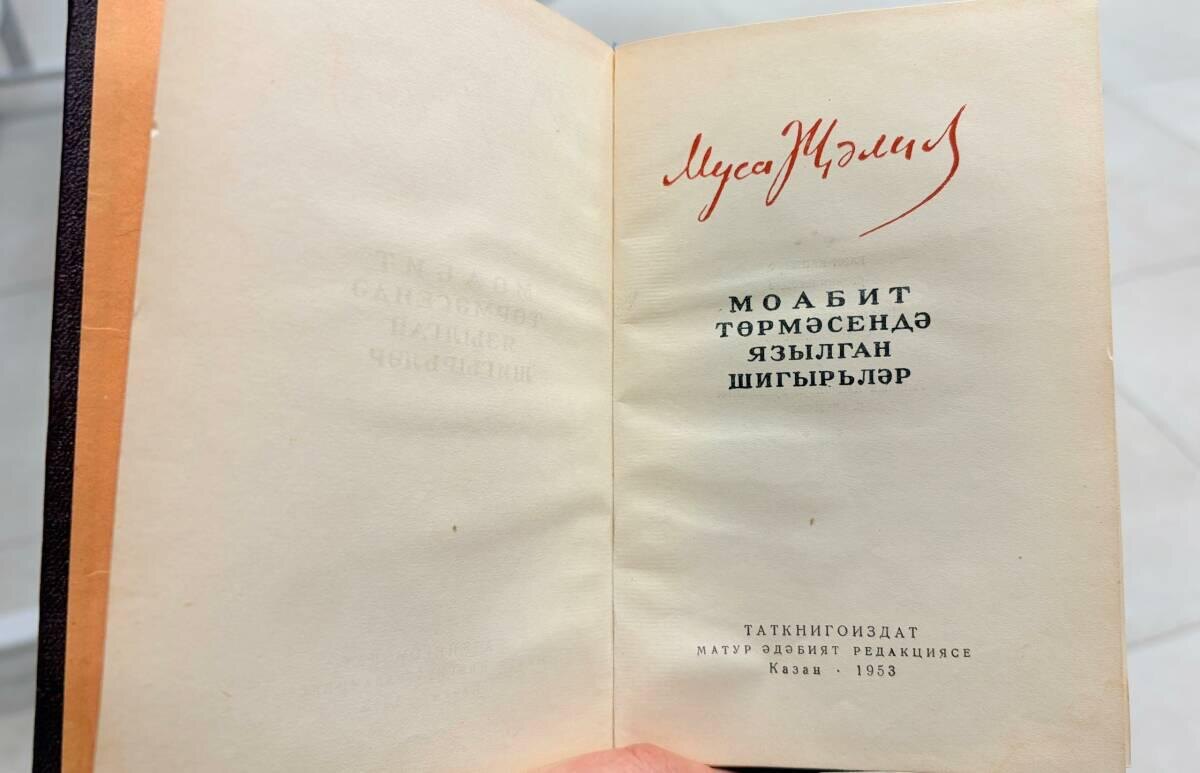 Муса Җәлил
МОАБИТ
ТӨРМӘСЕНДӘ
ЯЗЫЛГАН
ШИГЫРЬЛӘР
ТАТКНИГОИЗДАТ
МАТУР ӘДӘБИЯТ РЕДАКЦИЯСЕ
Казан · 1953